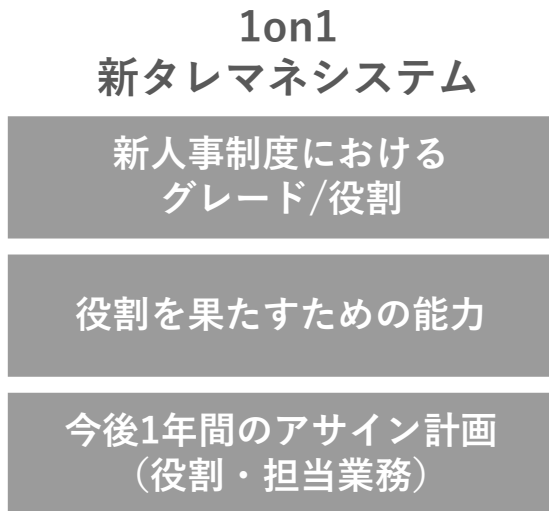 1on1
新タレマネシステム
新人事制度における
グレード/役割
役割を果たすための能力
今後1年間のアサイン計画
（役割・担当業務）